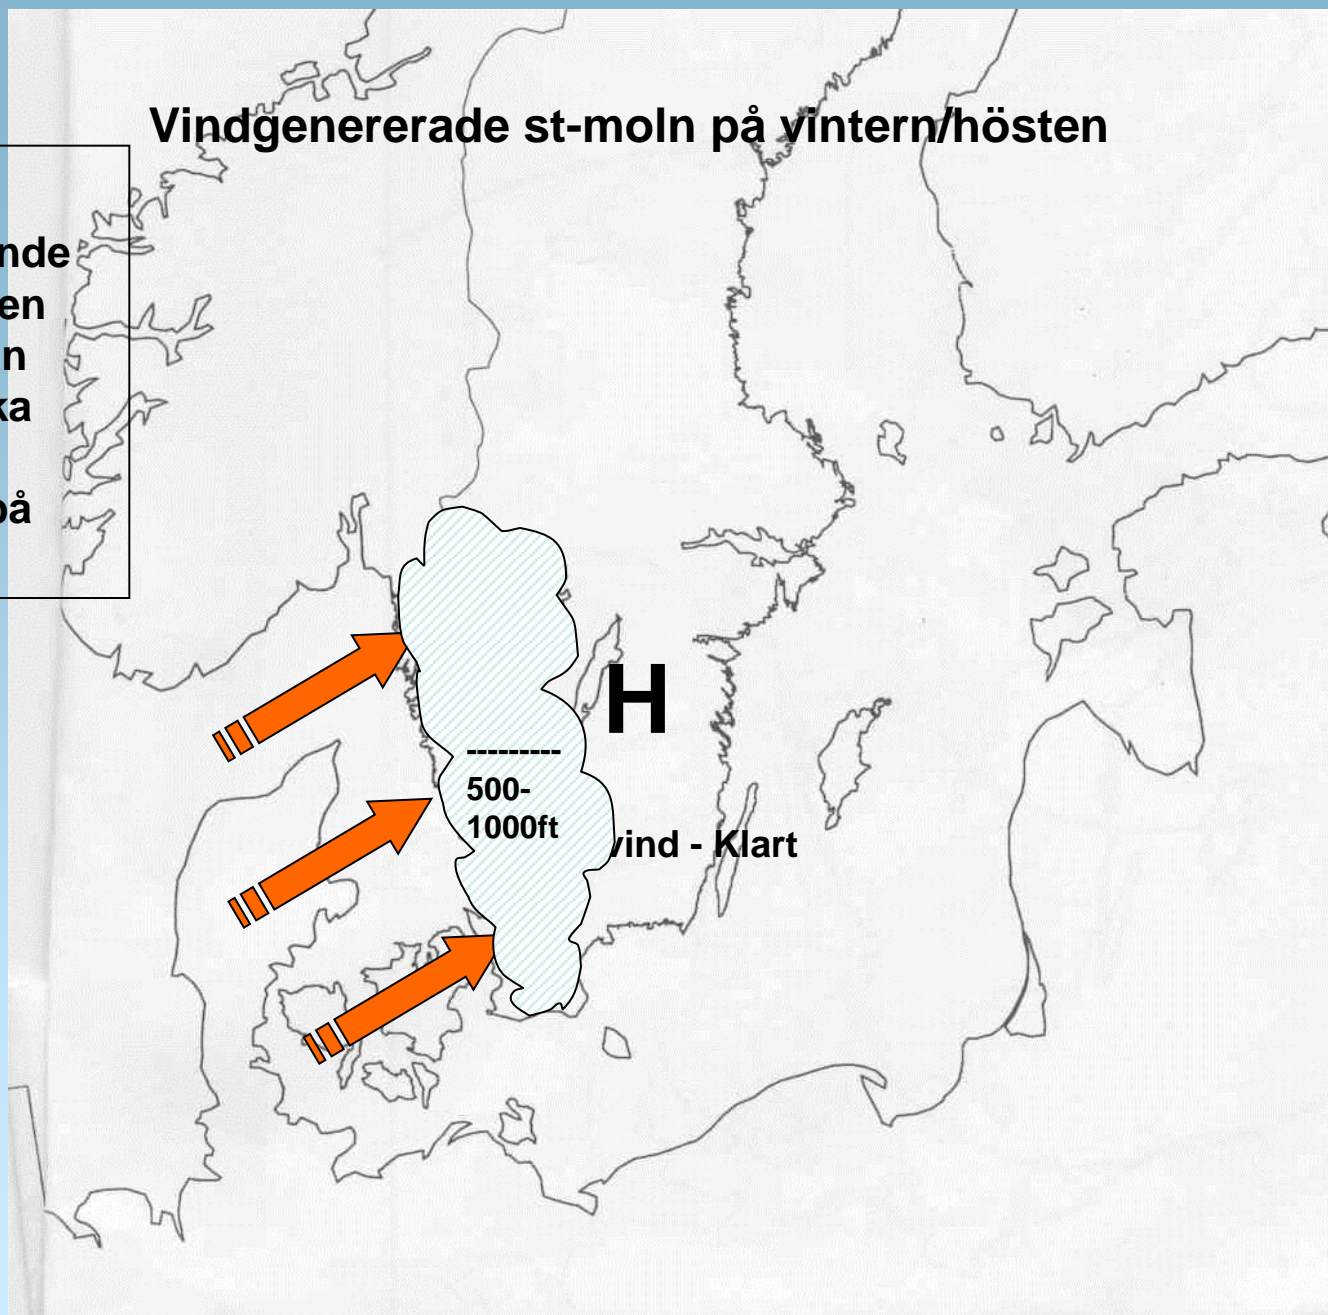 Vindgenererade st-moln på vintern/hösten
nde
en
n
ka
på
H
---------
500-
1000ft
vind - Klart